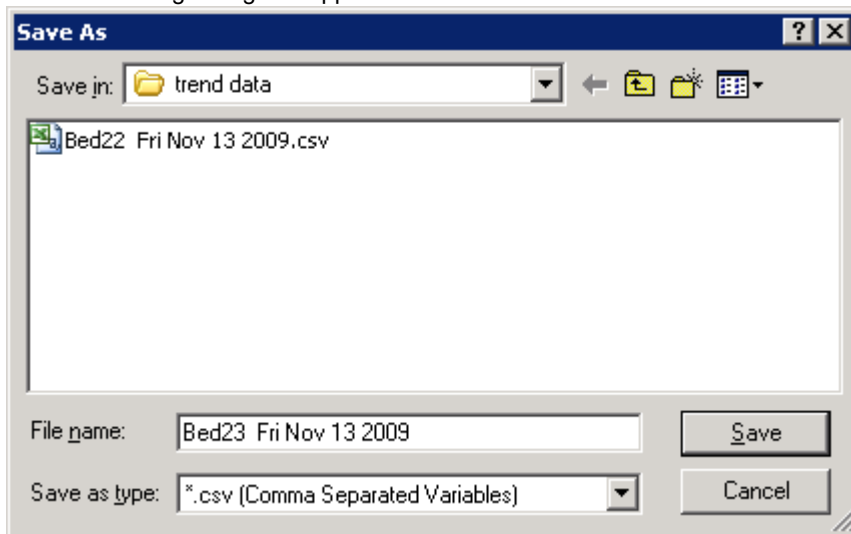 Save As
Save in: trend data
Bed22  Fri Nov 13 2009.csv
File name: Bed23  Fri Nov 13 2009 Save
Save as type: *.csv (Comma Separated Variables) Cancel